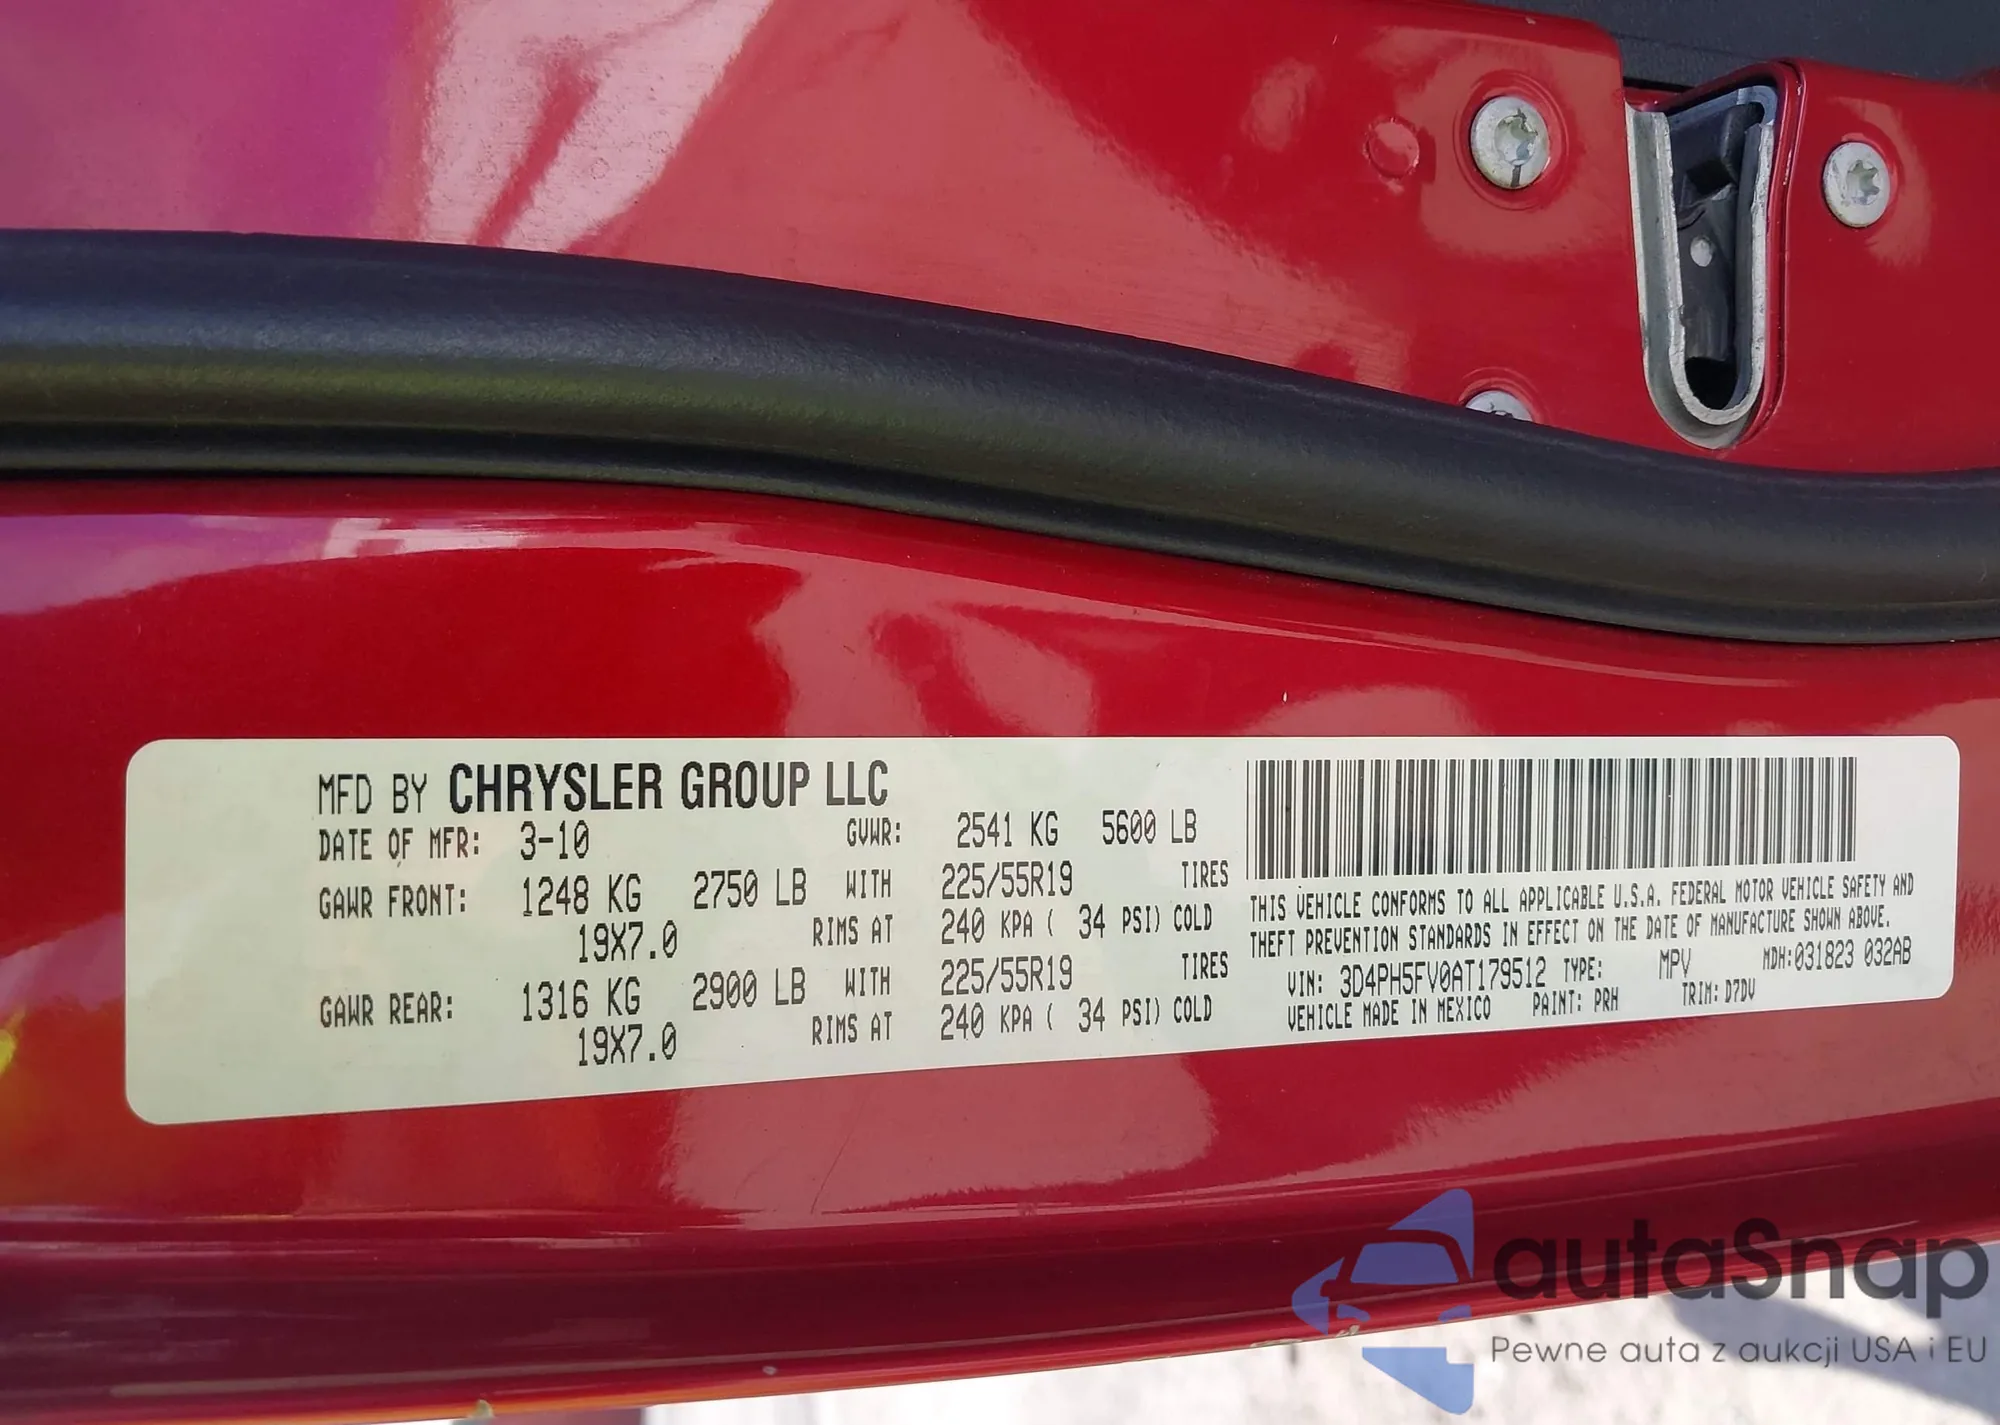 MFD BY CHRYSLER GROUP LLC
DATE OF MFR: 3-10 GVWR: 2541 KG 5600 LB
GAWR FRONT: 1248 KG 2750 LB WITH 225/55R19 TIRES
19X7.0 RIMS AT 240 KPA ( 34 PSI) COLD
GAWR REAR: 1316 KG 2900 LB WITH 225/55R19 TIRES
19X7.0 RIMS AT 240 KPA ( 34 PSI) COLD
THIS VEHICLE CONFORMS TO ALL APPLICABLE U.S.A. FEDERAL MOTOR VEHICLE SAFETY AND
THEFT PREVENTION STANDARDS IN EFFECT ON THE DATE OF MANUFACTURE SHOWN ABOVE.
VIN: 3D4PH5FV0AT179512 TYPE: MPV MDH:031823 032AB
VEHICLE MADE IN MEXICO PAINT: PRH TRIM: D7DV
autaSnap
Pewne auta z aukcji USA i EU